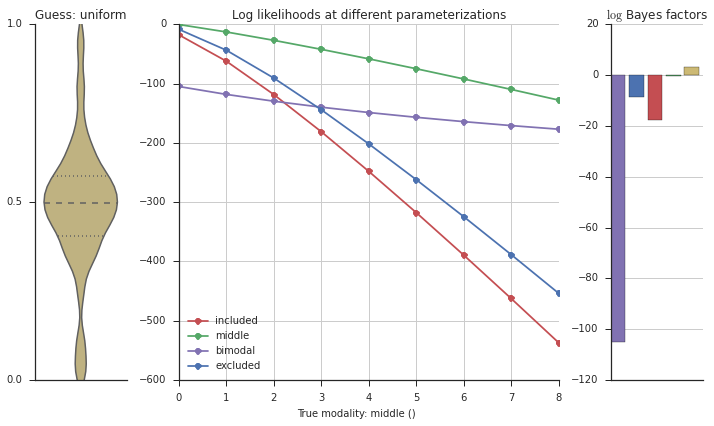 Guess: uniform
1.0
0.5
0.0
Log likelihoods at different parameterizations
0
−100
−200
−300
−400
−500
−600
included
middle
bimodal
excluded
0 1 2 3 4 5 6 7 8
True modality: middle ()
log Bayes factors
20
0
−20
−40
−60
−80
−100
−120